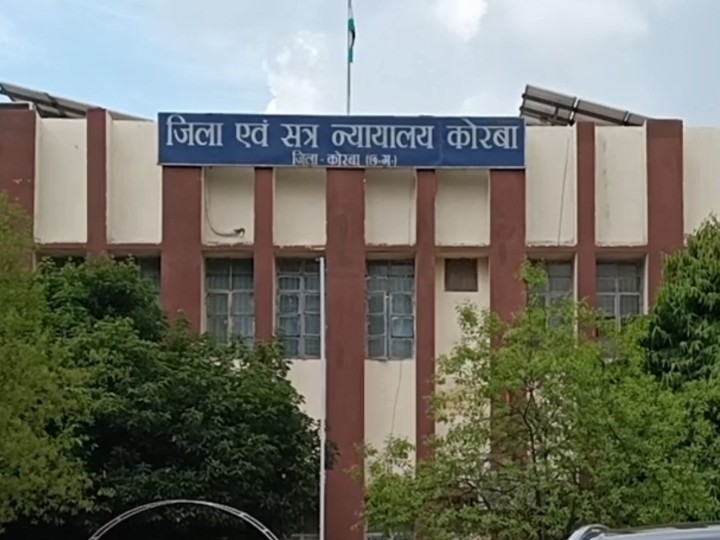 जिला एवं सत्र न्यायालय कोरबा
जिला - कोरबा (छ.ग.)